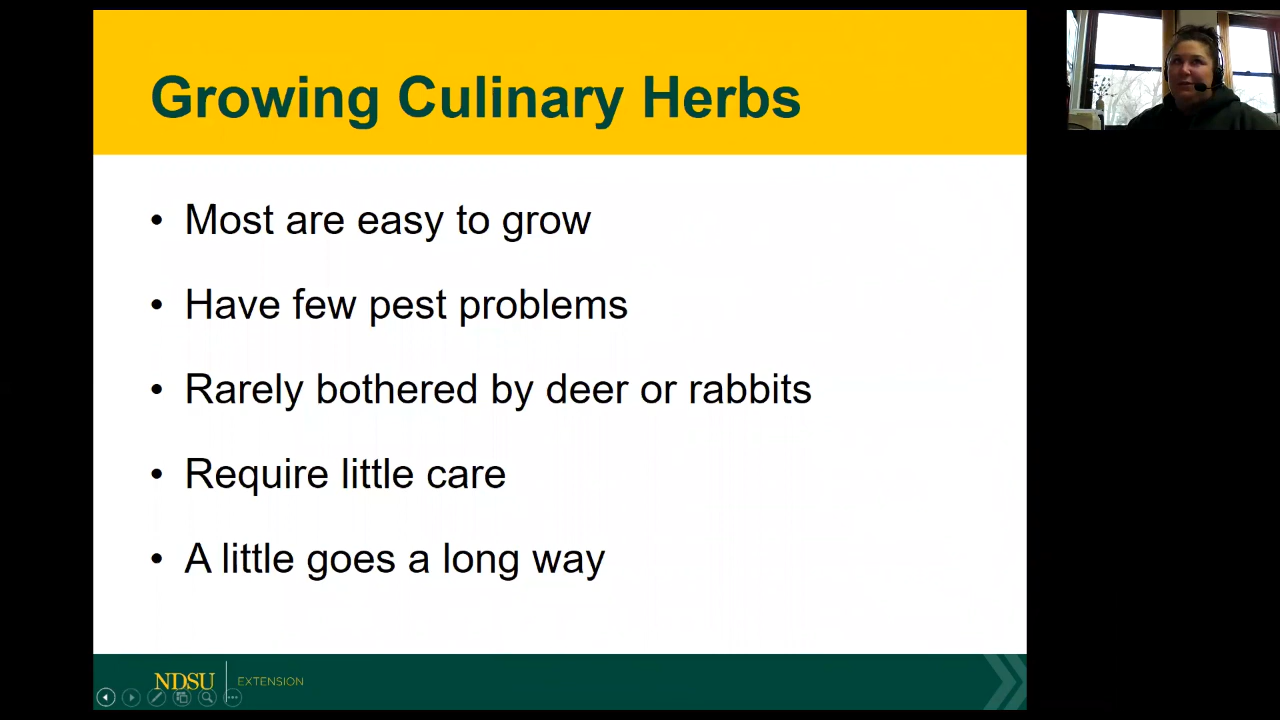 Growing Culinary Herbs
• Most are easy to grow
• Have few pest problems
• Rarely bothered by deer or rabbits
• Require little care
• A little goes a long way
NDSU EXTENSION